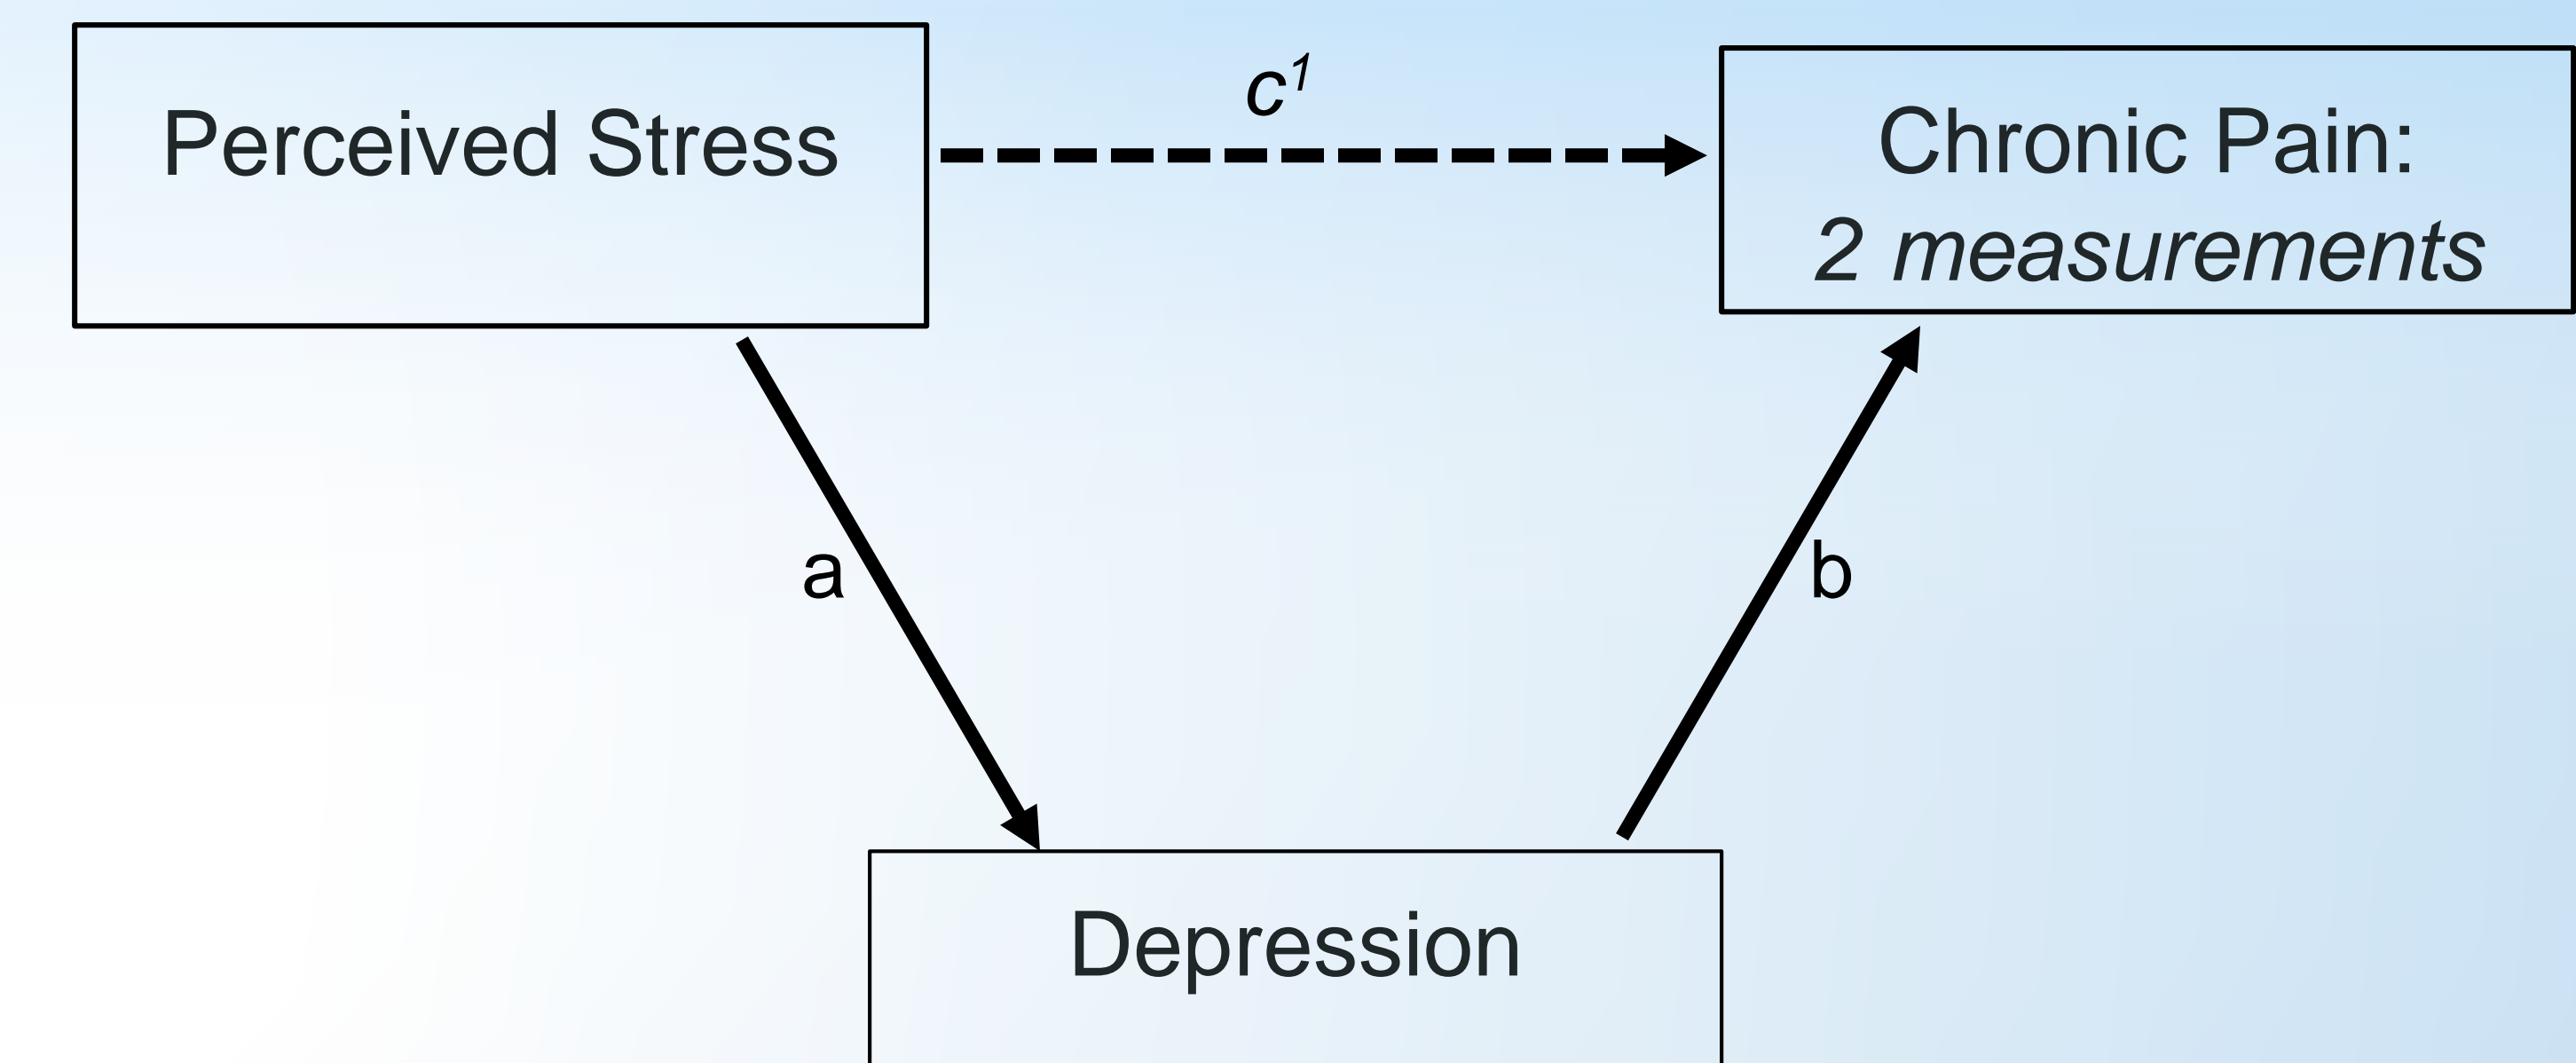 Perceived Stress
c¹
Chronic Pain:
2 measurements
a
b
Depression